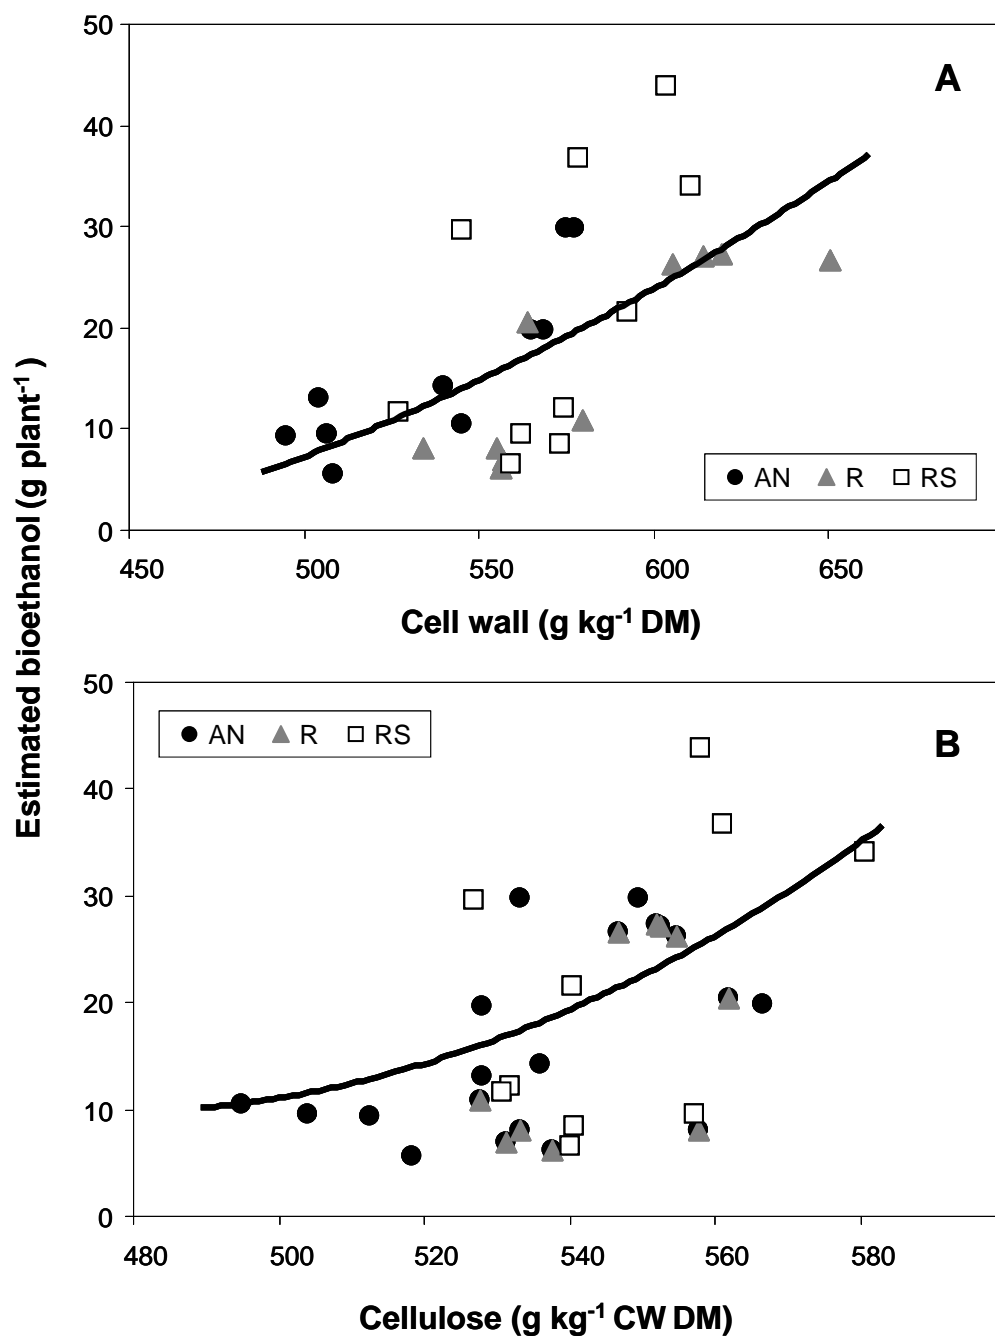 50
A
40
30
20
10
AN R RS
0
450 500 550 600 650
Cell wall (g kg⁻¹ DM)
Estimated bioethanol (g plant⁻¹ )
50
AN R RS
B
40
30
20
10
0
480 500 520 540 560 580
Cellulose (g kg⁻¹ CW DM)